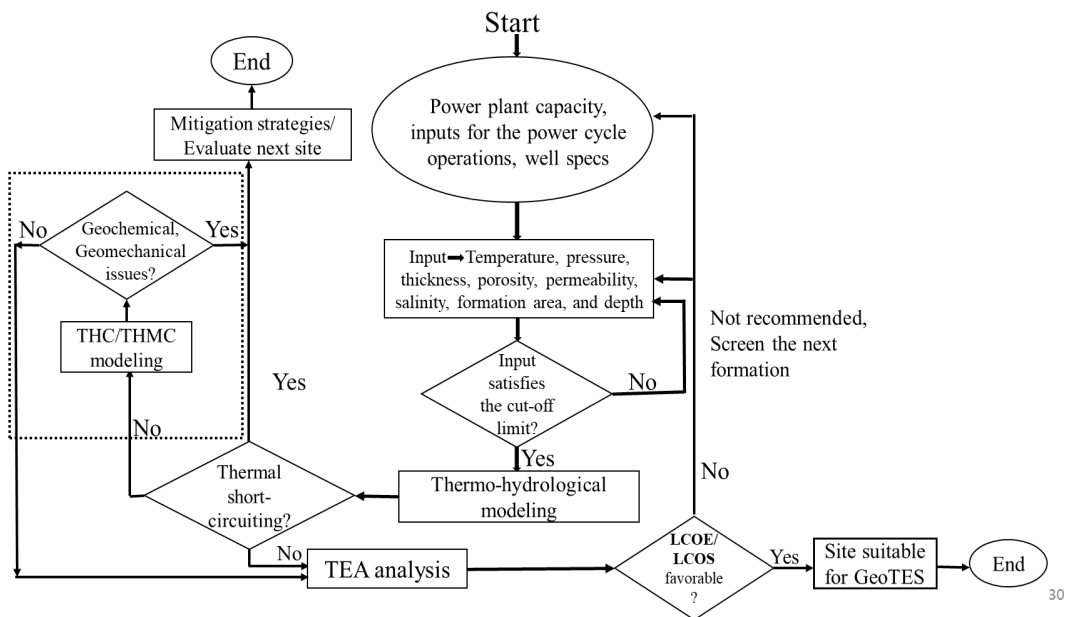 Start
End
Power plant capacity,
inputs for the power cycle
operations, well specs
Mitigation strategies/
Evaluate next site
No
Geochemical,
Geomechanical
issues?
Yes
Input➡Temperature, pressure,
thickness, porosity, permeability,
salinity, formation area, and depth
THC/THMC
modeling
Not recommended,
Screen the next
formation
Input
satisfies
the cut-off
limit?
No
Yes
No
Yes
Thermal
short-
circuiting?
Thermo-hydrological
modeling
No
No
TEA analysis
LCOE/
LCOS
favorable
?
Yes
Site suitable
for GeoTES
End
30